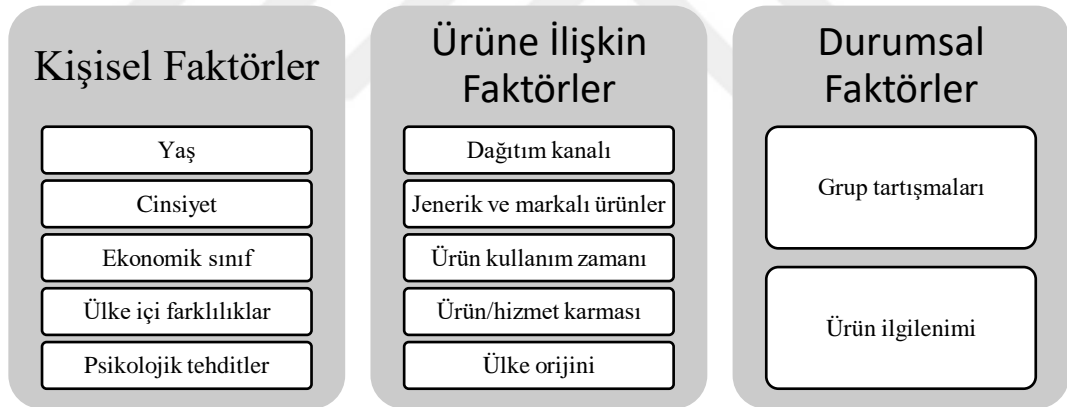 Kişisel Faktörler
Yaş
Cinsiyet
Ekonomik sınıf
Ülke içi farklılıklar
Psikolojik tehditler
Ürüne İlişkin
Faktörler
Dağıtım kanalı
Jenerik ve markalı ürünler
Ürün kullanım zamanı
Ürün/hizmet karması
Ülke orijini
Durumsal
Faktörler
Grup tartışmaları
Ürün ilgilenimi